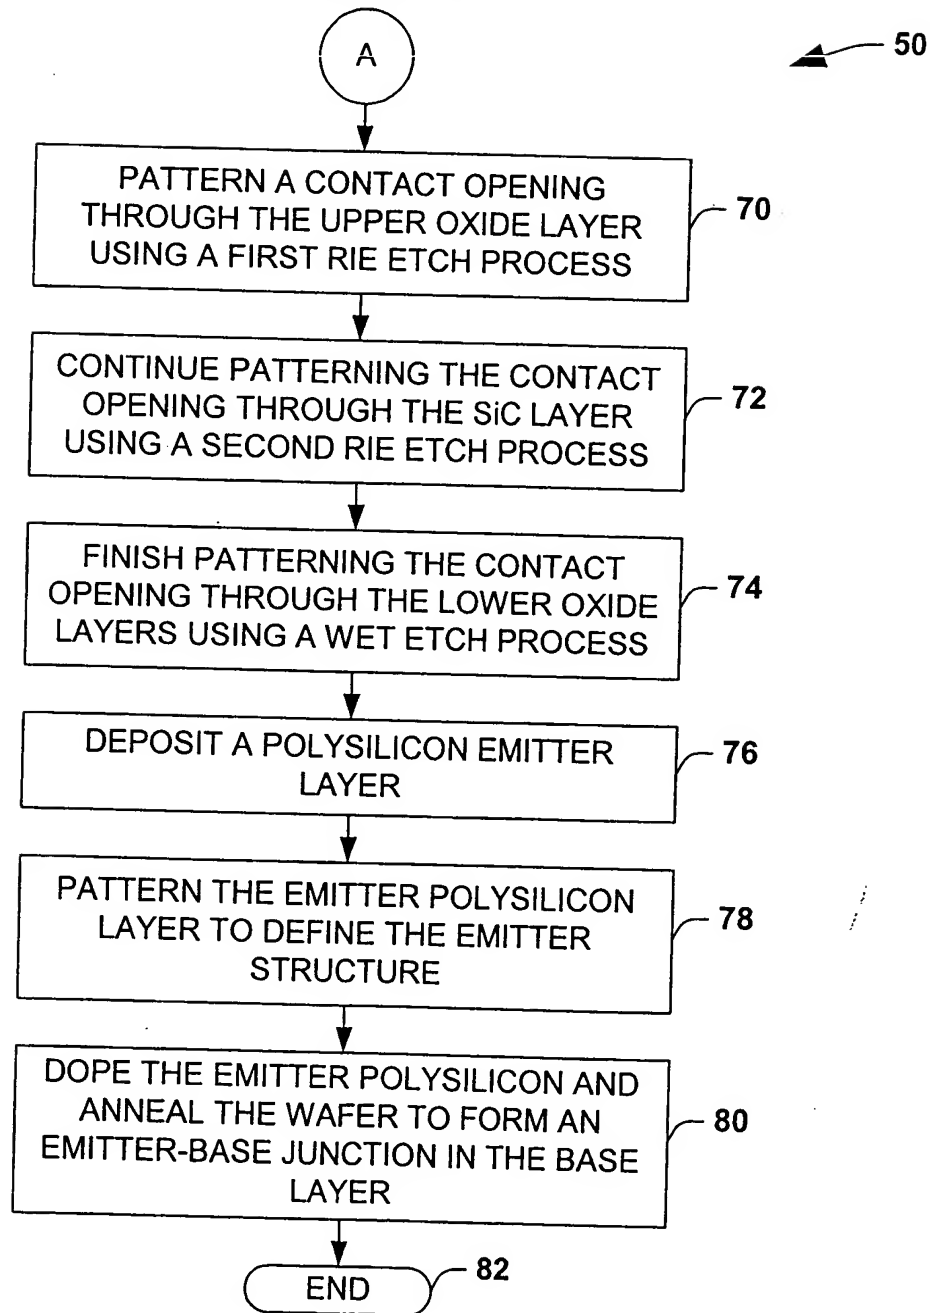 A
50
PATTERN A CONTACT OPENING
THROUGH THE UPPER OXIDE LAYER
USING A FIRST RIE ETCH PROCESS
70
CONTINUE PATTERNING THE CONTACT
OPENING THROUGH THE SiC LAYER
USING A SECOND RIE ETCH PROCESS
72
FINISH PATTERNING THE CONTACT
OPENING THROUGH THE LOWER OXIDE
LAYERS USING A WET ETCH PROCESS
74
DEPOSIT A POLYSILICON EMITTER
LAYER
76
PATTERN THE EMITTER POLYSILICON
LAYER TO DEFINE THE EMITTER
STRUCTURE
78
DOPE THE EMITTER POLYSILICON AND
ANNEAL THE WAFER TO FORM AN
EMITTER-BASE JUNCTION IN THE BASE
LAYER
80
END
82